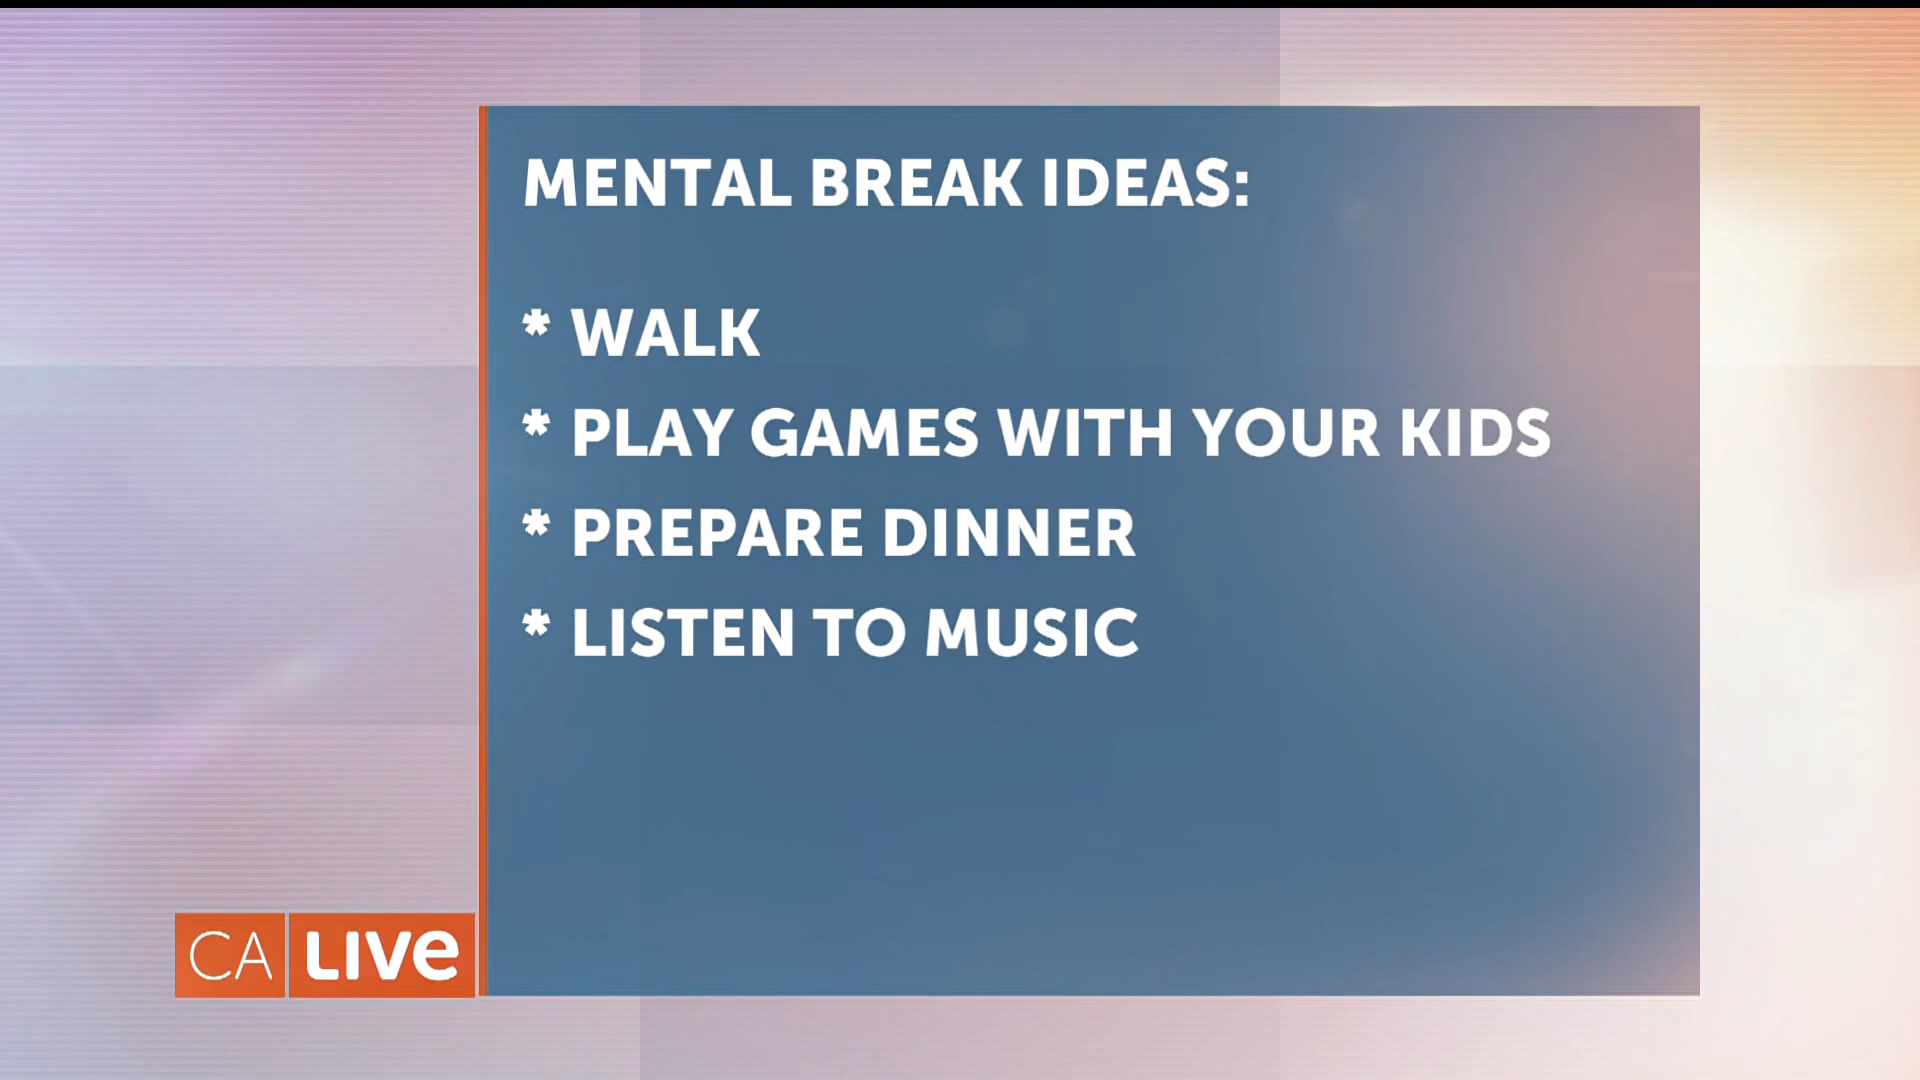 MENTAL BREAK IDEAS:
* WALK
* PLAY GAMES WITH YOUR KIDS
* PREPARE DINNER
* LISTEN TO MUSIC
CA LIVe